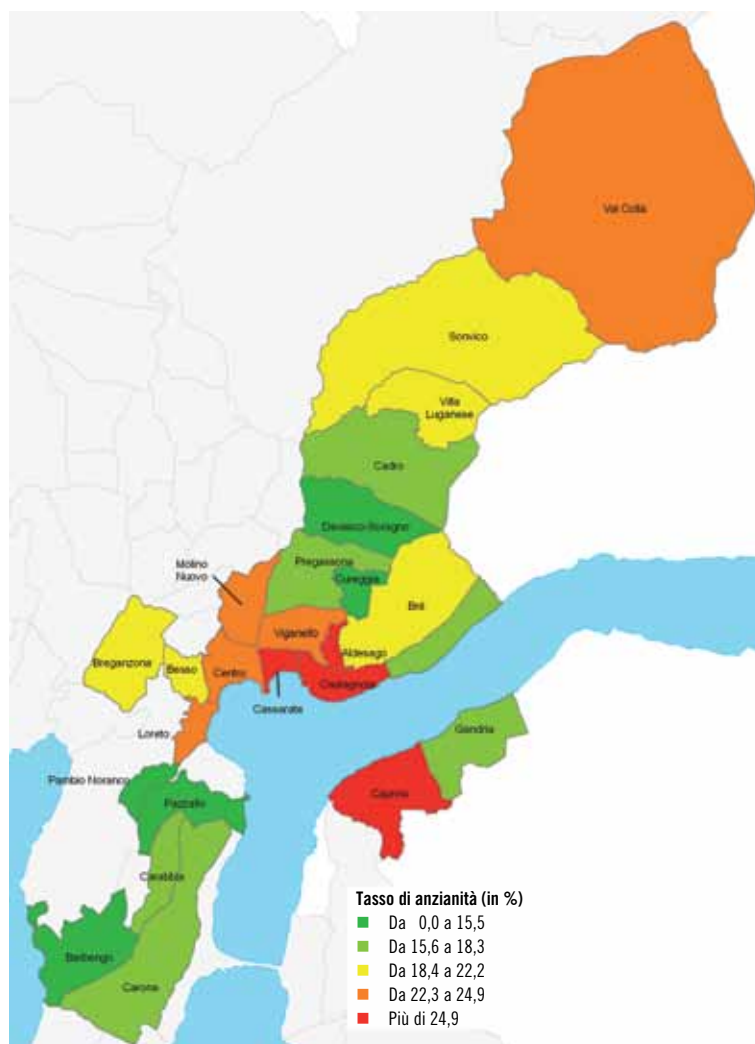 Val Colla
Sonvico
Villa
Luganese
Cadro
Davesco-Soragno
Molino
Nuovo
Pregassona
Cureggia
Brè
Viganello
Aldesago
Breganzona
Besso
Centro
Castagnola
Cassarate
Loreto
Gandria
Pambio Noranco
Pazzallo
Caprino
Carabbia
Barbengo
Carona
Tasso di anzianità (in %)
Da 0,0 a 15,5
Da 15,6 a 18,3
Da 18,4 a 22,2
Da 22,3 a 24,9
Più di 24,9